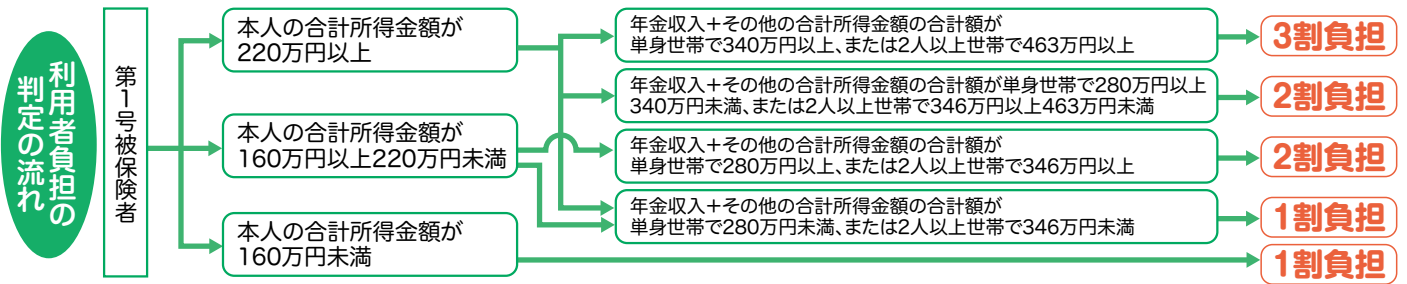 利用者負担の
判定の流れ
第1号被保険者
本人の合計所得金額が
220万円以上
年金収入+その他の合計所得金額の合計額が
単身世帯で340万円以上、または2人以上世帯で463万円以上
3割負担
年金収入+その他の合計所得金額の合計額が単身世帯で280万円以上
340万円未満、または2人以上世帯で346万円以上463万円未満
2割負担
本人の合計所得金額が
160万円以上220万円未満
年金収入+その他の合計所得金額の合計額が
単身世帯で280万円以上、または2人以上世帯で346万円以上
2割負担
年金収入+その他の合計所得金額の合計額が
単身世帯で280万円未満、または2人以上世帯で346万円未満
1割負担
本人の合計所得金額が
160万円未満
1割負担